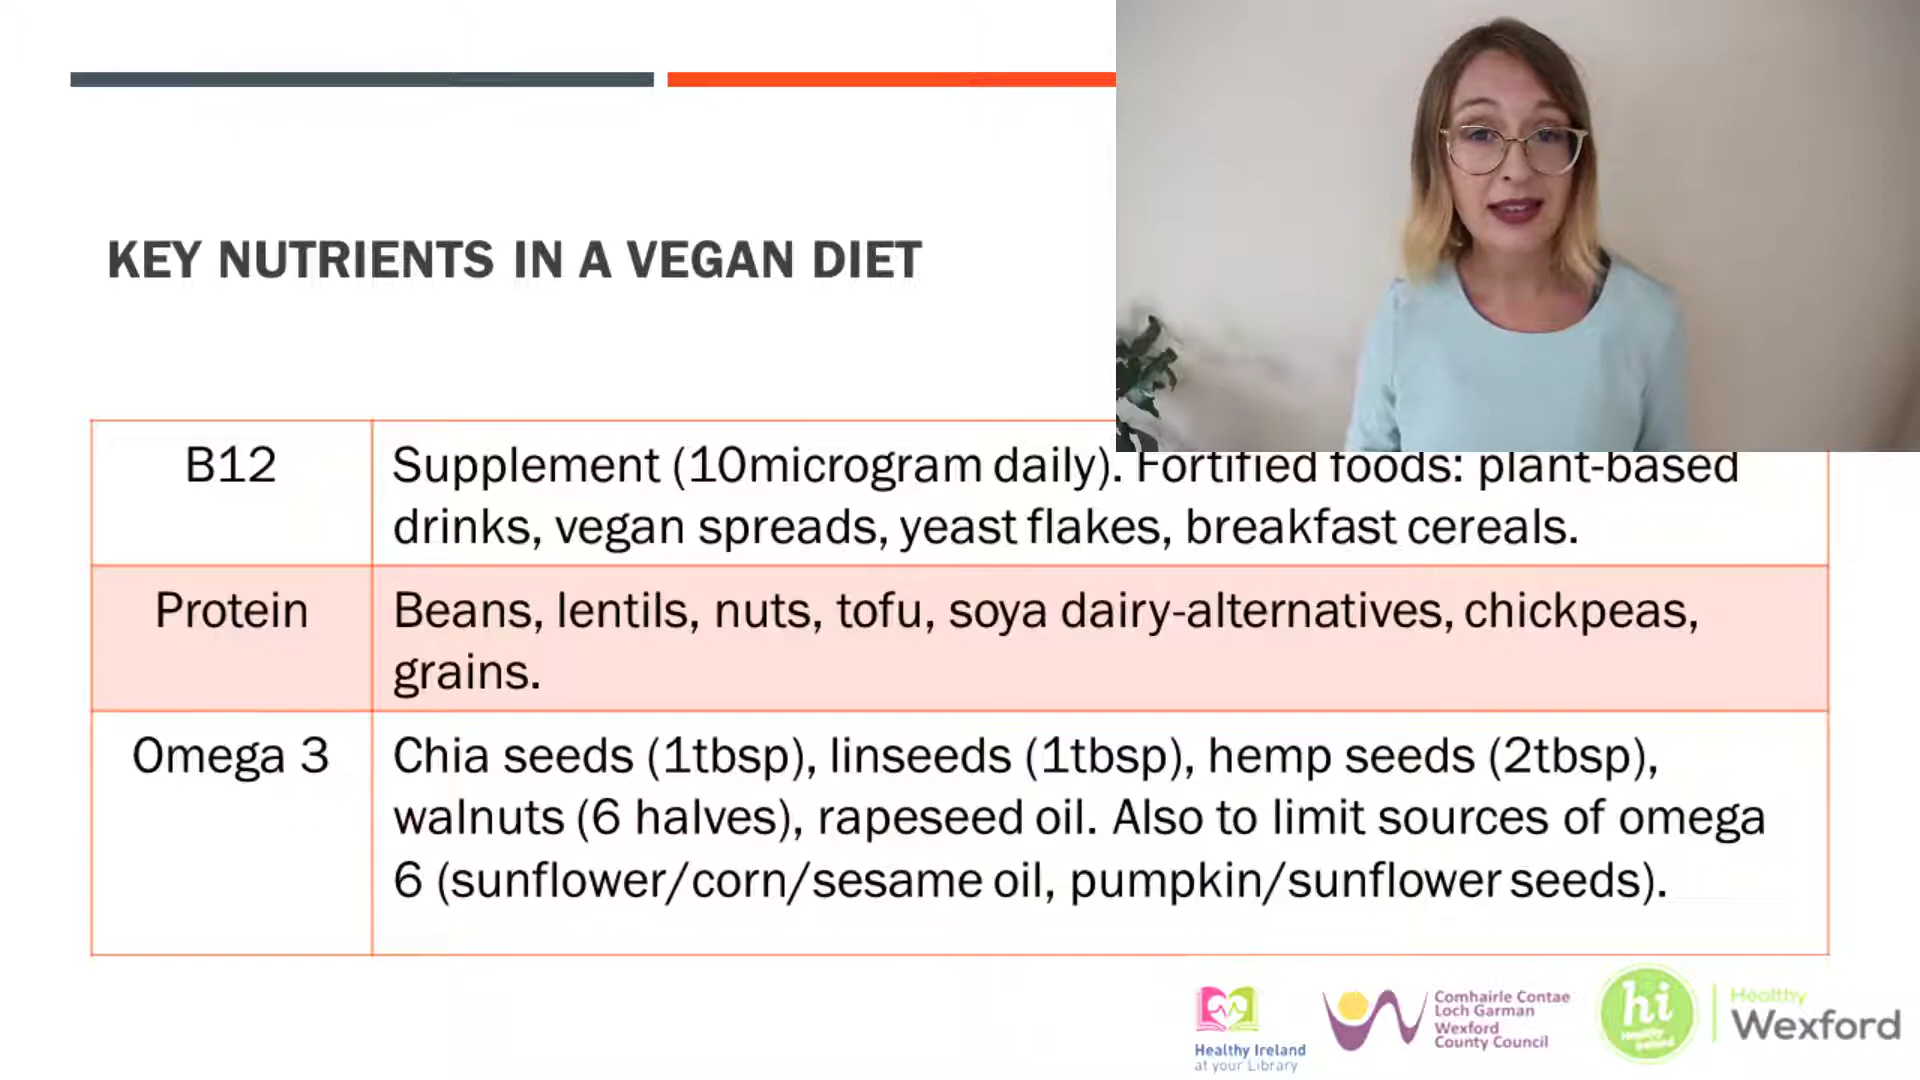 KEY NUTRIENTS IN A VEGAN DIET
B12
Supplement (10microgram daily). Fortified foods: plant-based
drinks, vegan spreads, yeast flakes, breakfast cereals.
Protein
Beans, lentils, nuts, tofu, soya dairy-alternatives, chickpeas,
grains.
Omega 3
Chia seeds (1tbsp), linseeds (1tbsp), hemp seeds (2tbsp),
walnuts (6 halves), rapeseed oil. Also to limit sources of omega
6 (sunflower/corn/sesame oil, pumpkin/sunflower seeds).
Healthy Ireland
at your Library
Comhairle Contae
Loch Garman
Wexford
County Council
hi
Healthy
Ireland
Healthy
Wexford